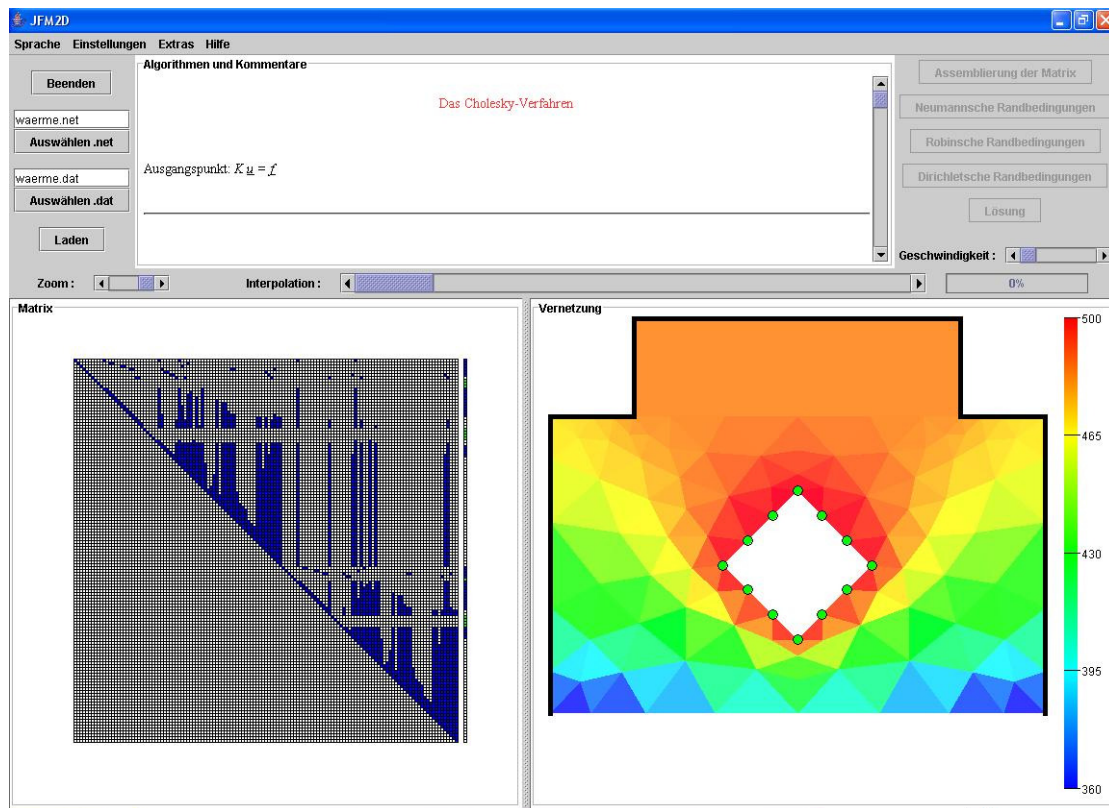 JFM2D
Sprache Einstellungen Extras Hilfe
Beenden
waerme.net
Auswählen .net
waerme.dat
Auswählen .dat
Laden
Algorithmen und Kommentare
Das Cholesky-Verfahren
Ausgangspunkt: K u = f
Assemblierung der Matrix
Neumannsche Randbedingungen
Robinsche Randbedingungen
Dirichletsche Randbedingungen
Lösung
Geschwindigkeit :
Zoom :
Interpolation :
0%
Matrix
Vernetzung
500
465
430
395
360